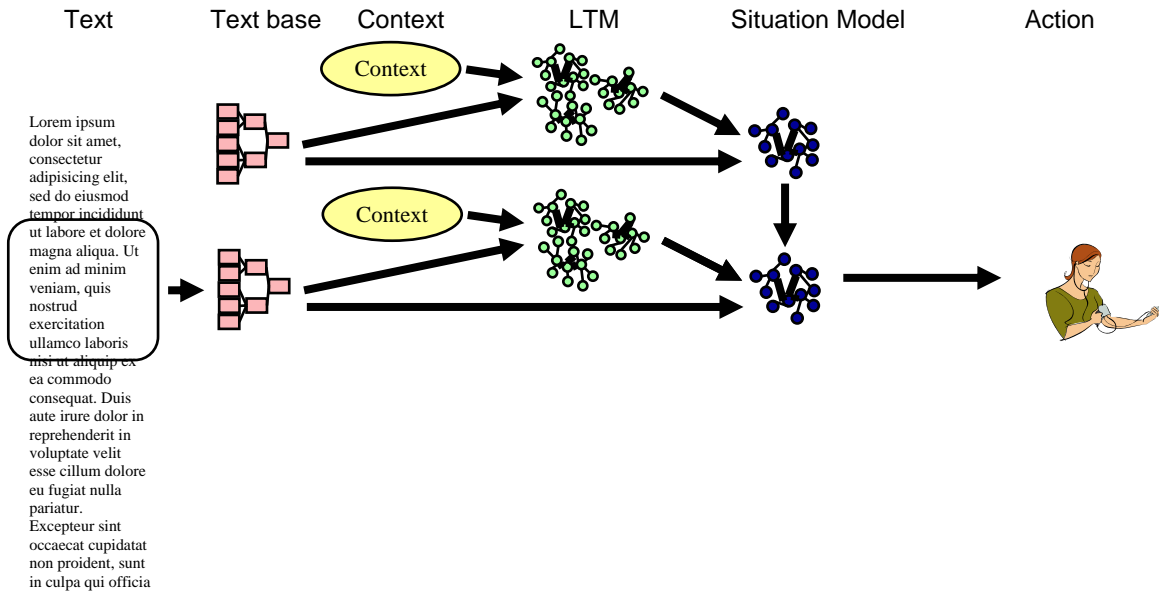 Text Text base Context LTM Situation Model Action
Context
Context
Lorem ipsum
dolor sit amet,
consectetur
adipisicing elit,
sed do eiusmod
tempor incididunt
ut labore et dolore
magna aliqua. Ut
enim ad minim
veniam, quis
nostrud
exercitation
ullamco laboris
nisi ut aliquip ex
ea commodo
consequat. Duis
aute irure dolor in
reprehenderit in
voluptate velit
esse cillum dolore
eu fugiat nulla
pariatur.
Excepteur sint
occaecat cupidatat
non proident, sunt
in culpa qui officia